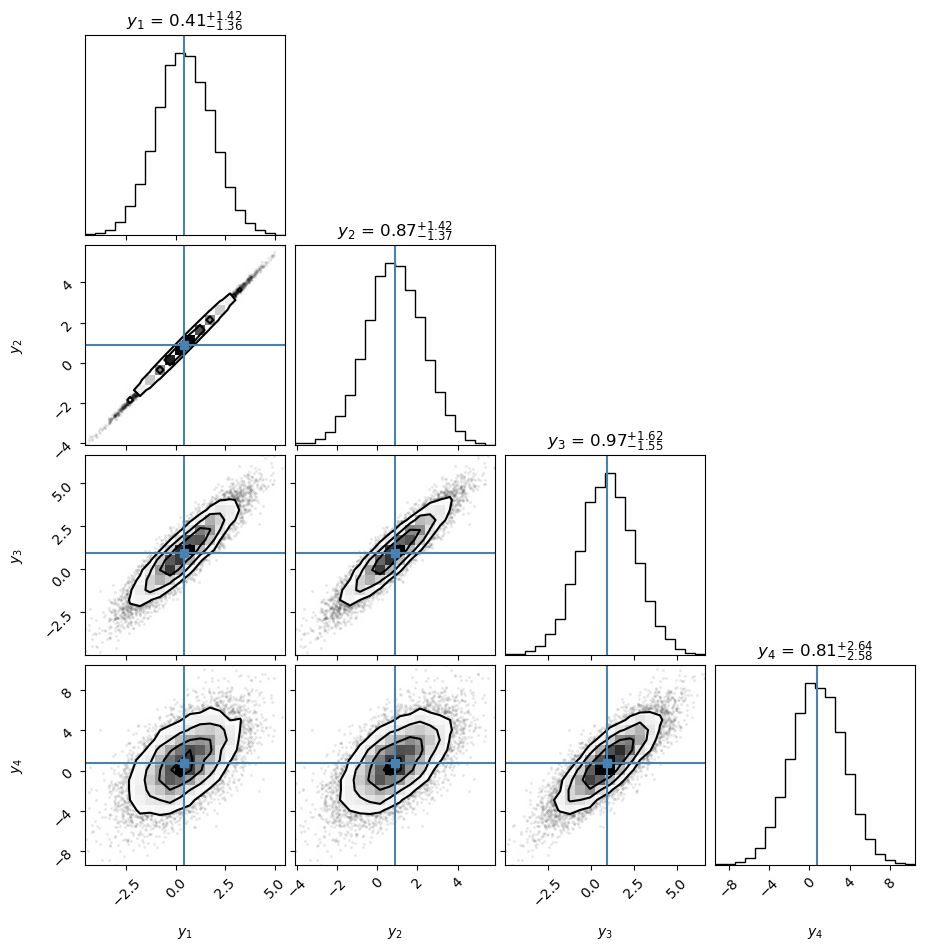 y₁ = 0.41+1.42−1.36
y₂ = 0.87+1.42−1.37
y₂
4
2
0
−2
−4
y₃ = 0.97+1.62−1.55
y₃
5.0
2.5
0.0
−2.5
y₄ = 0.81+2.64−2.58
y₄
8
4
0
−4
−8
−2.5 0.0 2.5 5.0 −4 −2 0 2 4 −2.5 0.0 2.5 5.0 −8 −4 0 4 8
y₁ y₂ y₃ y₄